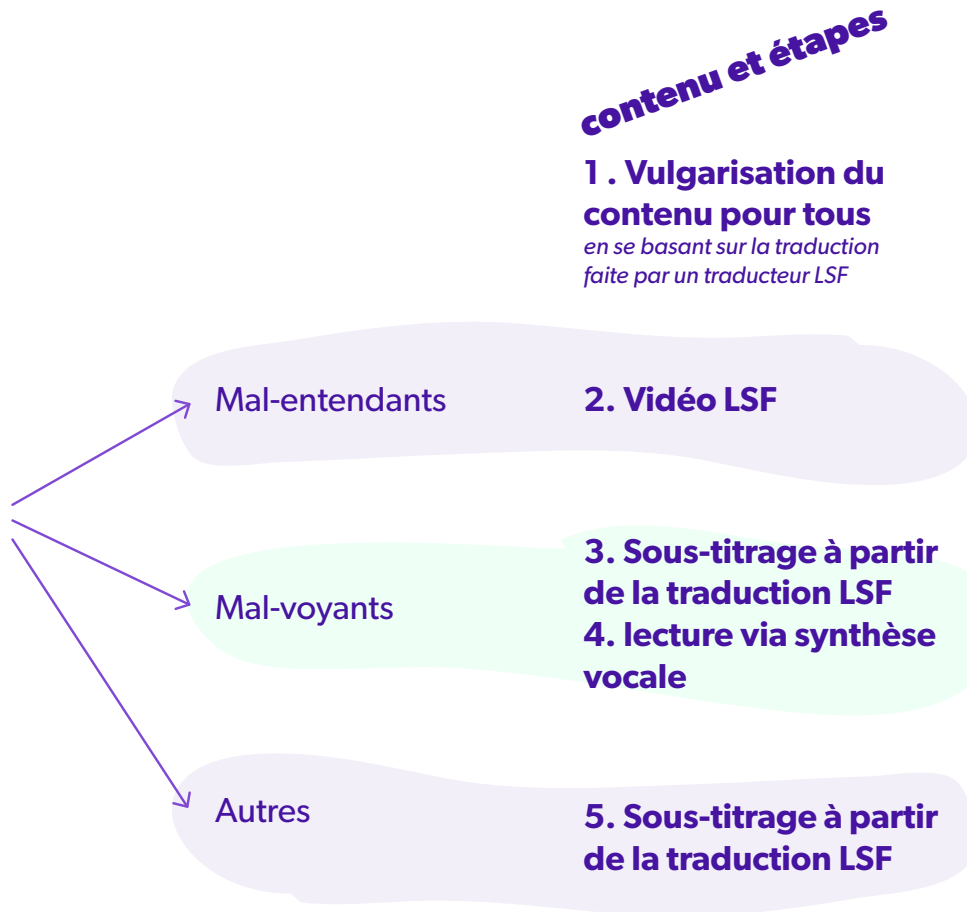 contenu et étapes
1 . Vulgarisation du
contenu pour tous
en se basant sur la traduction
faite par un traducteur LSF
Mal-entendants
2. Vidéo LSF
Mal-voyants
3. Sous-titrage à partir
de la traduction LSF
4. lecture via synthèse
vocale
Autres
5. Sous-titrage à partir
de la traduction LSF